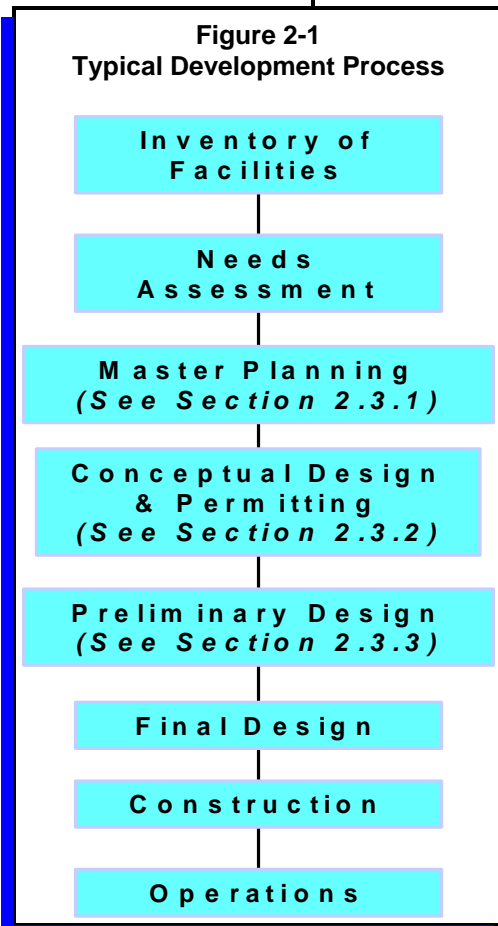 Figure 2-1
Typical Development Process
Inventory of
Facilities
Needs
Assessment
Master Planning
(See Section 2.3.1)
Conceptual Design
& Permitting
(See Section 2.3.2)
Preliminary Design
(See Section 2.3.3)
Final Design
Construction
Operations